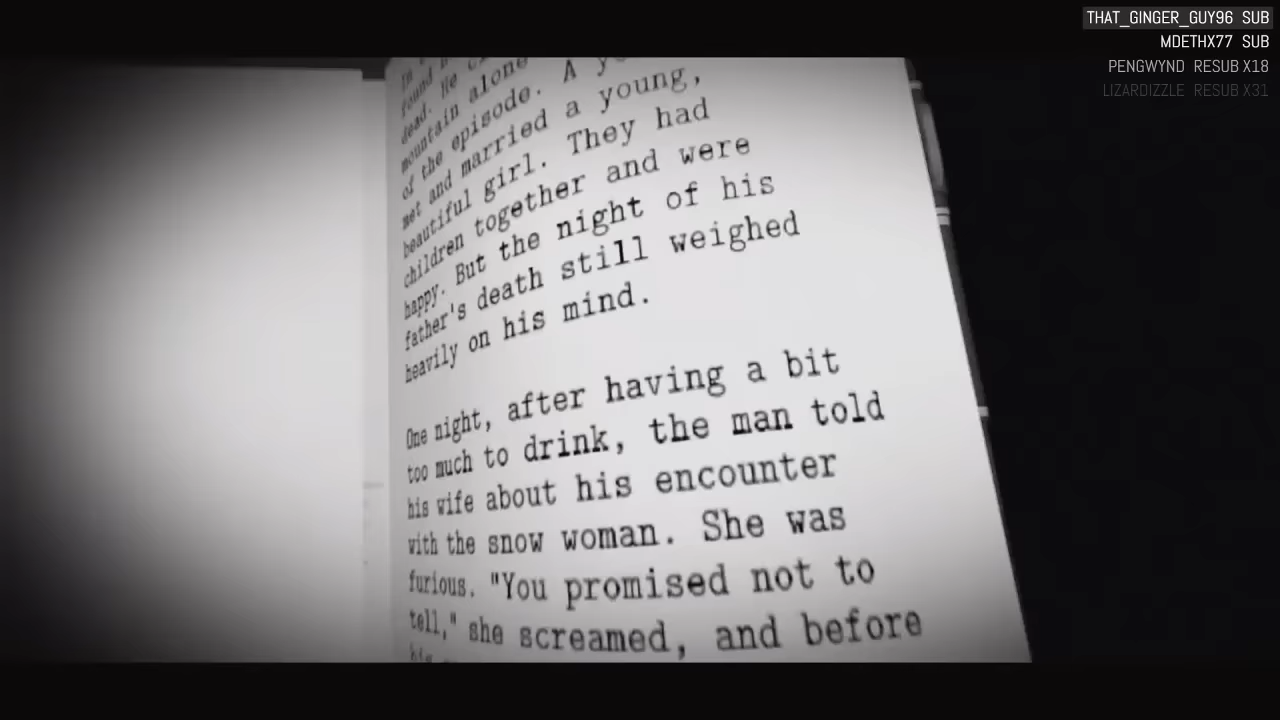 THAT_GINGER_GUY96 SUB
MDETHX77 SUB
PENGWYND RESUB X18
LIZARDIZZLE RESUB X31
found
dead. He
mountain alone
of the episode. A
met and married a young,
beautiful girl. They had
children together and were
happy. But the night of his
father's death still weighed
heavily on his mind.
One night, after having a bit
too much to drink, the man told
his wife about his encounter
with the snow woman. She was
furious. "You promised not to
tell," she screamed, and before